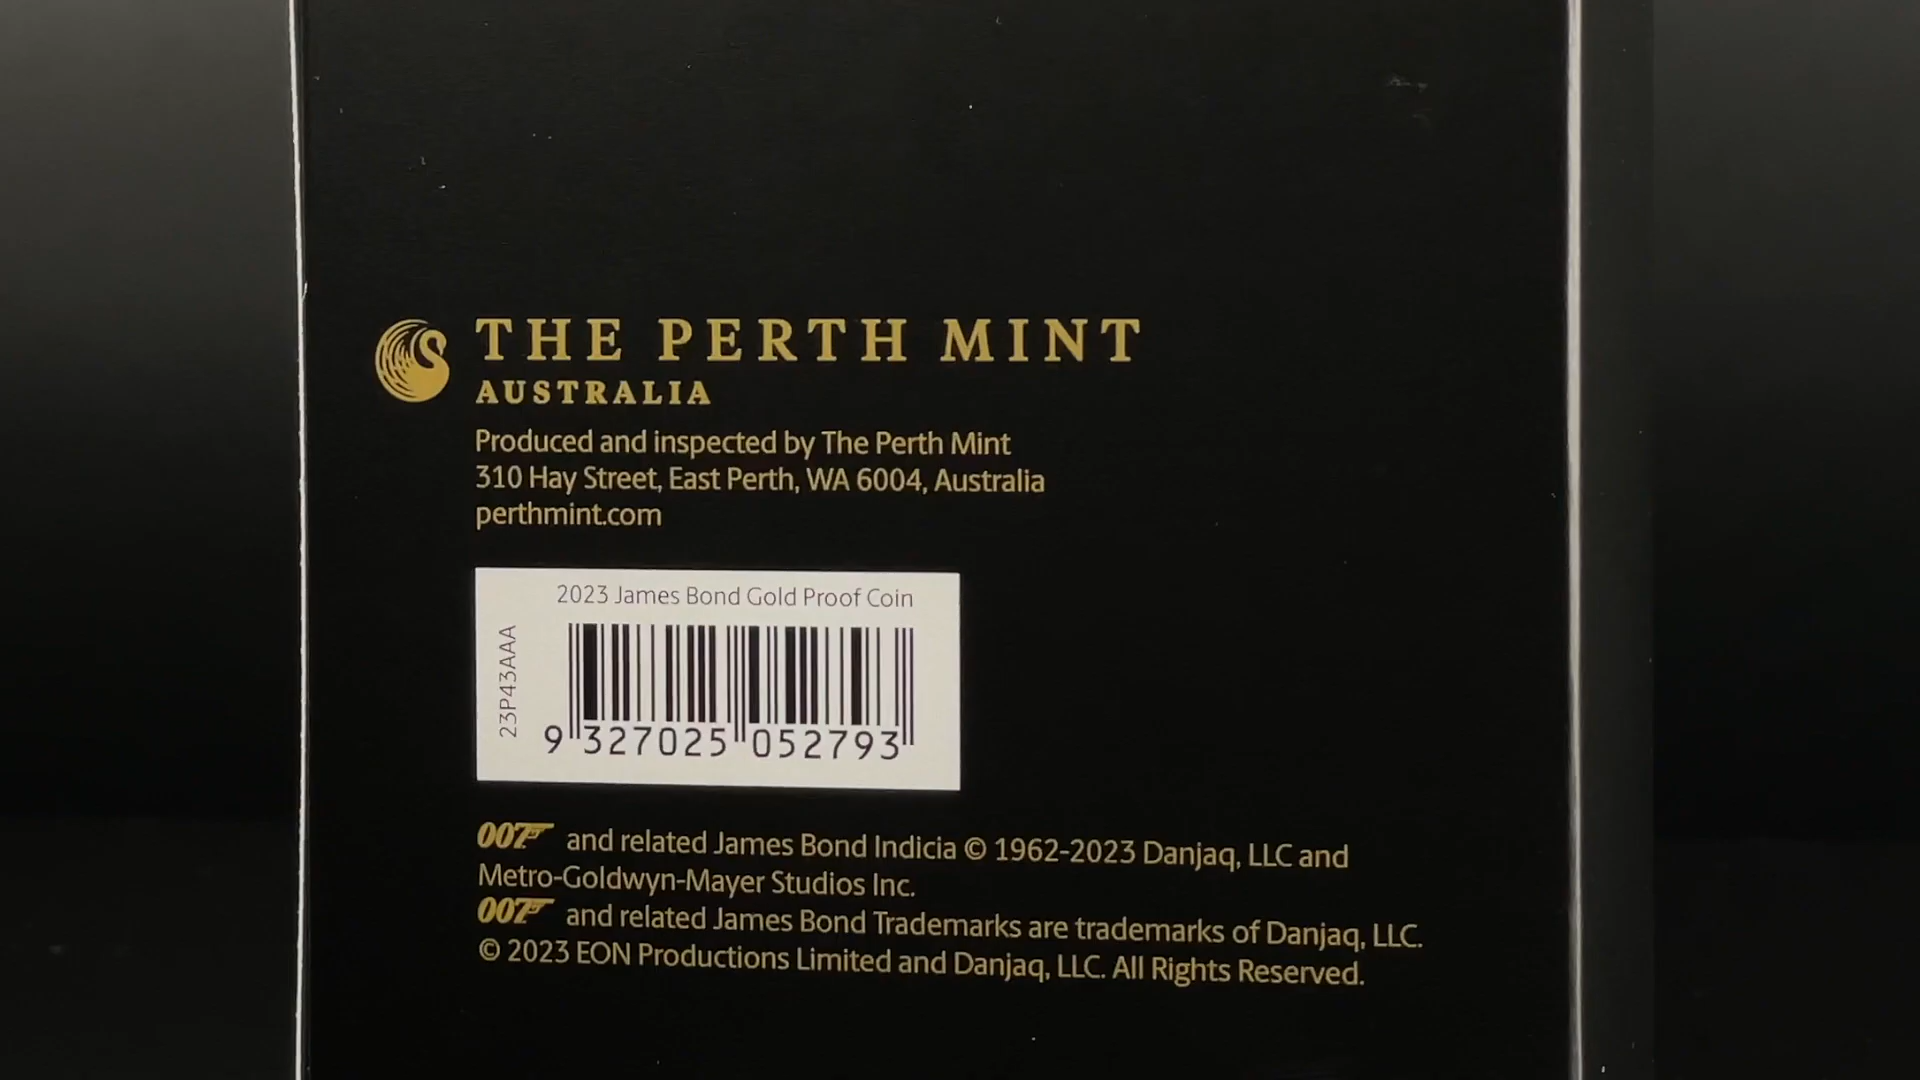 THE PERTH MINT
AUSTRALIA
Produced and inspected by The Perth Mint
310 Hay Street, East Perth, WA 6004, Australia
perthmint.com
2023 James Bond Gold Proof Coin
23P43AAA
9 327025 052793
007 and related James Bond Indicia © 1962-2023 Danjaq, LLC and
Metro-Goldwyn-Mayer Studios Inc.
007 and related James Bond Trademarks are trademarks of Danjaq, LLC.
© 2023 EON Productions Limited and Danjaq, LLC. All Rights Reserved.